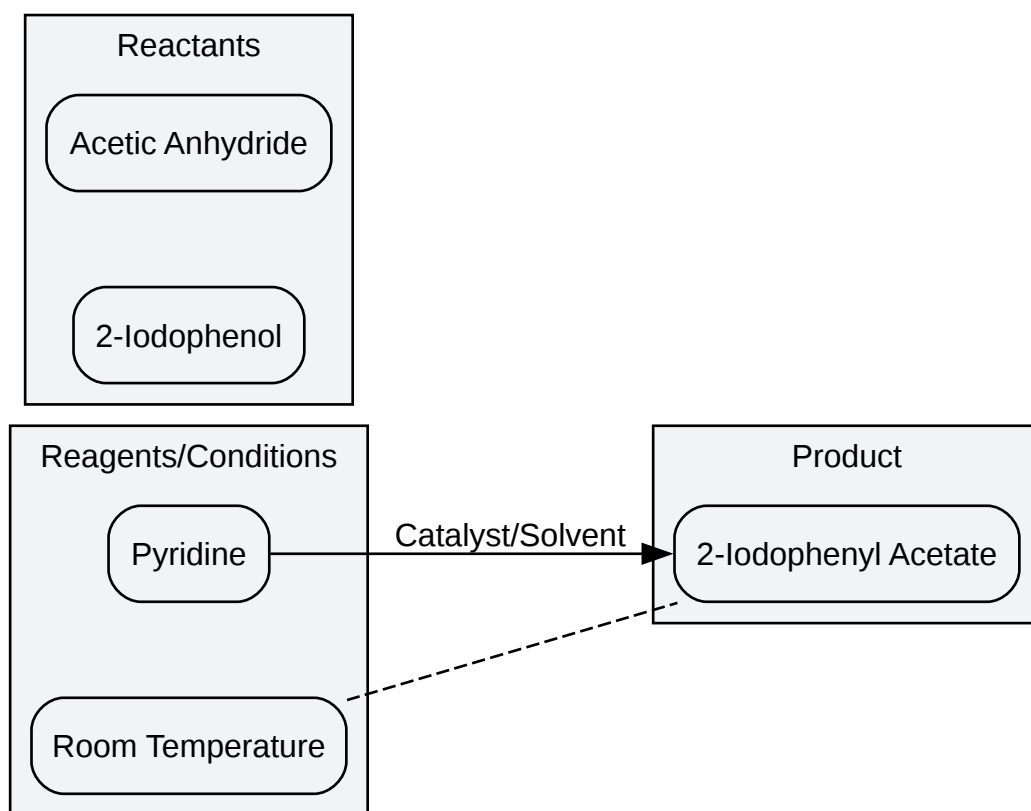 Reactants
Acetic Anhydride
2-Iodophenol
Reagents/Conditions
Pyridine
Room Temperature
Catalyst/Solvent
Product
2-Iodophenyl Acetate